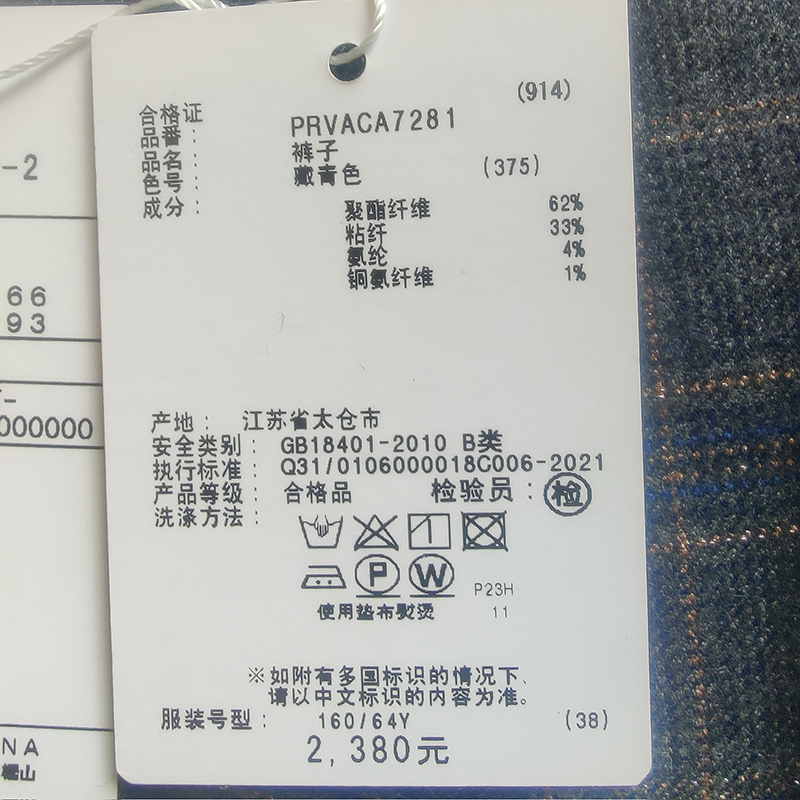 (914)
合格证
品番： PRVACA7281
品名： 裤子
色号： 藏青色 (375)
成分：
聚酯纤维 62%
粘纤 33%
氨纶 4%
铜氨纤维 1%
产地： 江苏省太仓市
安全类别： GB18401-2010 B类
执行标准： Q31/0106000018C006-2021
产品等级： 合格品 检验员：检
洗涤方法：
P W
P23H
使用垫布熨烫 11
※如附有多国标识的情况下、
请以中文标识的内容为准。
服装号型： 160/64Y (38)
2,380元
-2
66
93
000000
NA